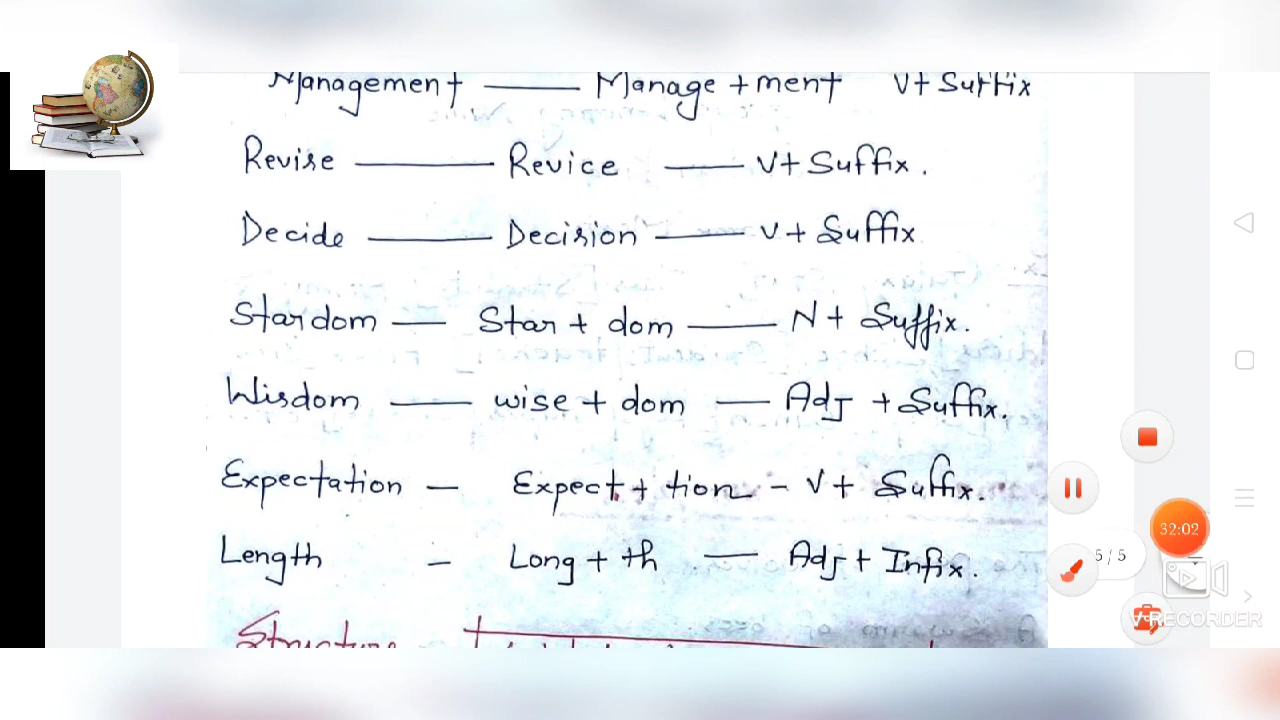 Management —— Manage + ment V + Suffix
Revise —— Revice —— V + Suffix.
Decide —— Decision —— V + Suffix
Stardom — Star + dom —— N + Suffix.
Wisdom —— wise + dom — Adj + Suffix.
Expectation — Expect + tion - V + Suffix.
Length - Long + th — Adj + Infix.
Structure
32:02
5 / 5
V RECORDER